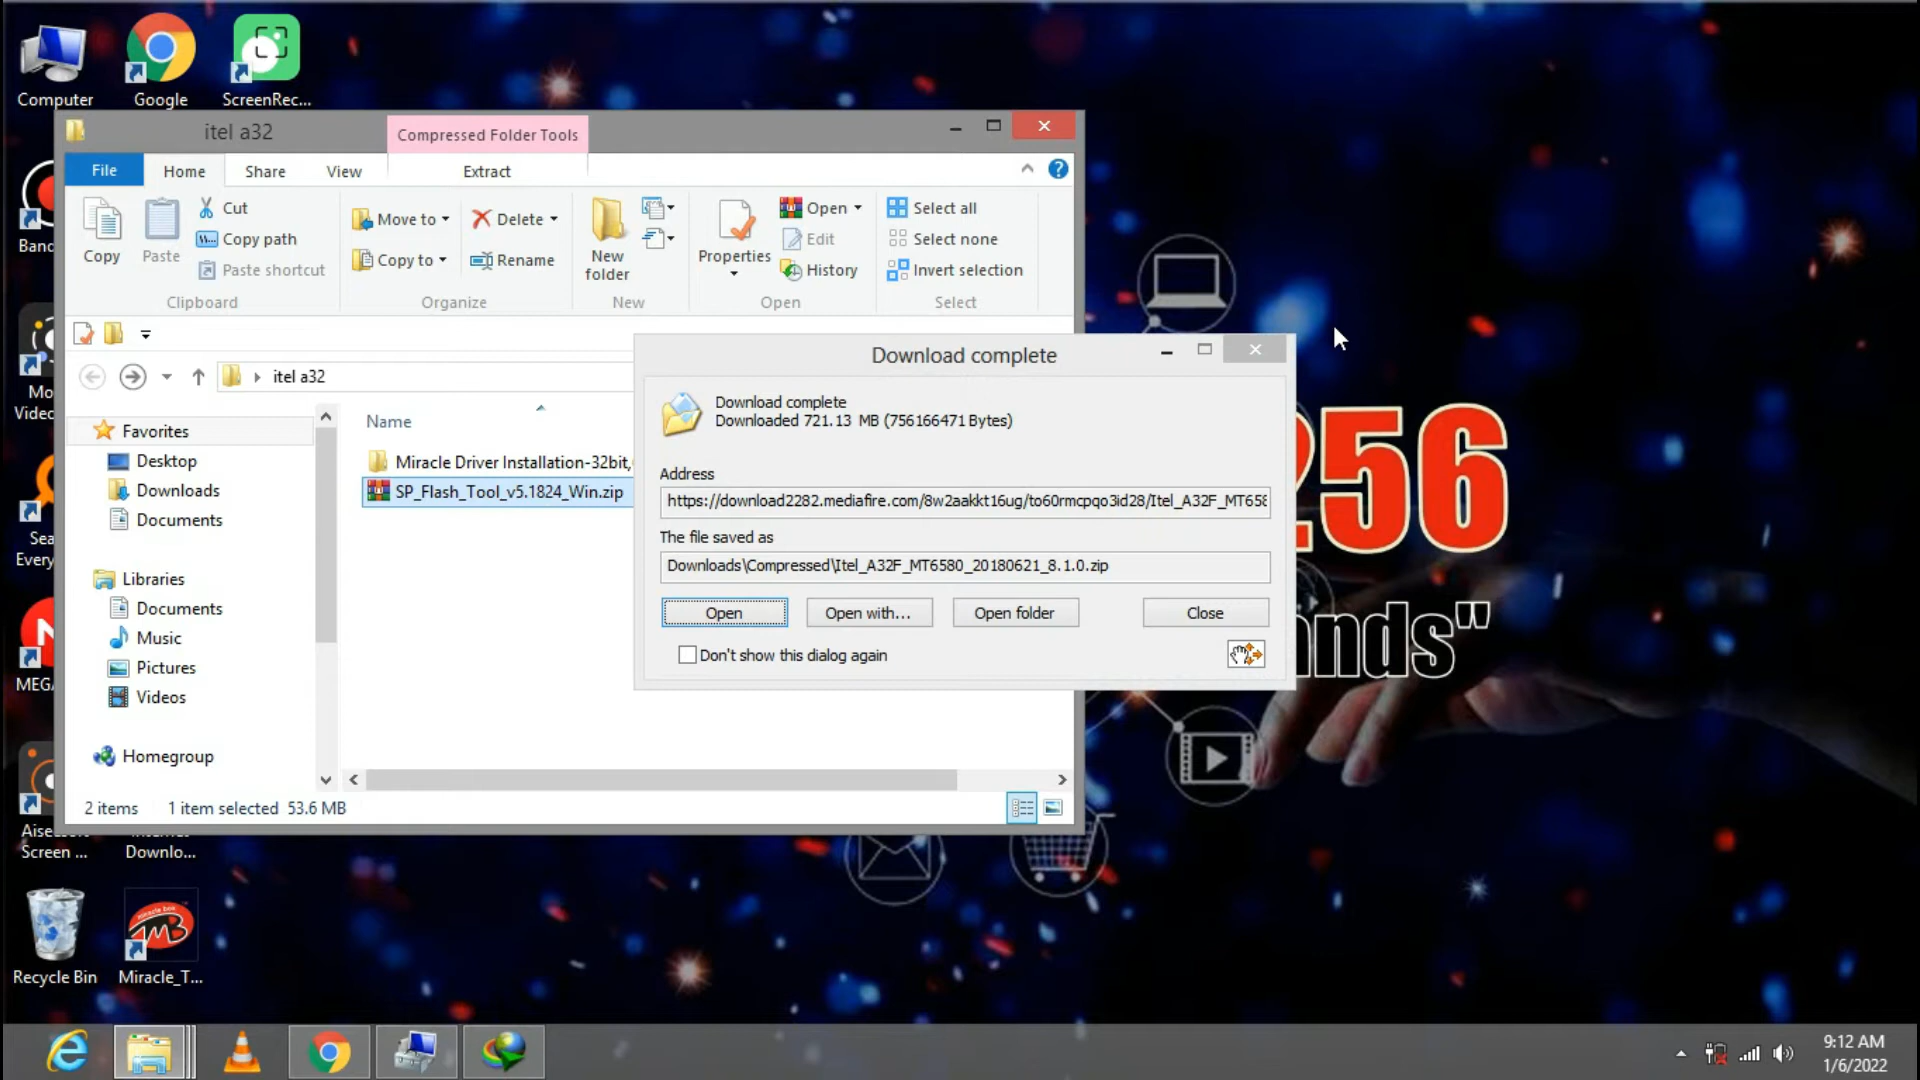 Computer
Google
ScreenRec...
itel a32
Compressed Folder Tools
File
Home
Share
View
Extract
Copy
Paste
Cut
Copy path
Paste shortcut
Clipboard
Move to
Copy to
Delete
Rename
Organize
New
folder
New
Properties
Open
Edit
History
Open
Select all
Select none
Invert selection
Select
itel a32
Favorites
Desktop
Downloads
Documents
Libraries
Documents
Music
Pictures
Videos
Homegroup
Name
Miracle Driver Installation-32bit,
SP_Flash_Tool_v5.1824_Win.zip
2 items
1 item selected 53.6 MB
Download complete
Download complete
Downloaded 721.13 MB (756166471 Bytes)
Address
https://download2282.mediafire.com/8w2aakkt16ug/to60rmcpqo3id28/Itel_A32F_MT658
The file saved as
Downloads\Compressed\Itel_A32F_MT6580_20180621_8.1.0.zip
Open
Open with...
Open folder
Close
Don't show this dialog again
256
nds"
Band
Mo
Video
Sea
Every
MEGA
Screen ...
Downlo...
Recycle Bin
Miracle_T...
9:12 AM
1/6/2022